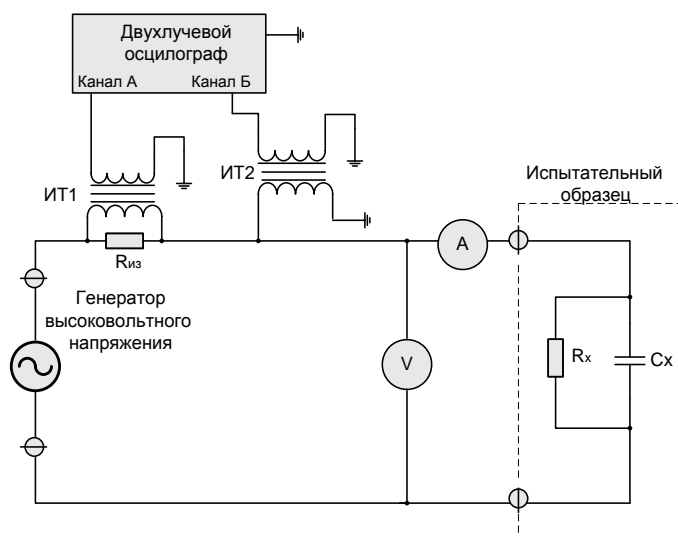 Двухлучевой
осцилограф
Канал А
Канал Б
ИТ1
ИТ2
Rиз
Испытательный
образец
A
Генератор
высоковольтного
напряжения
V
Rx
Cx